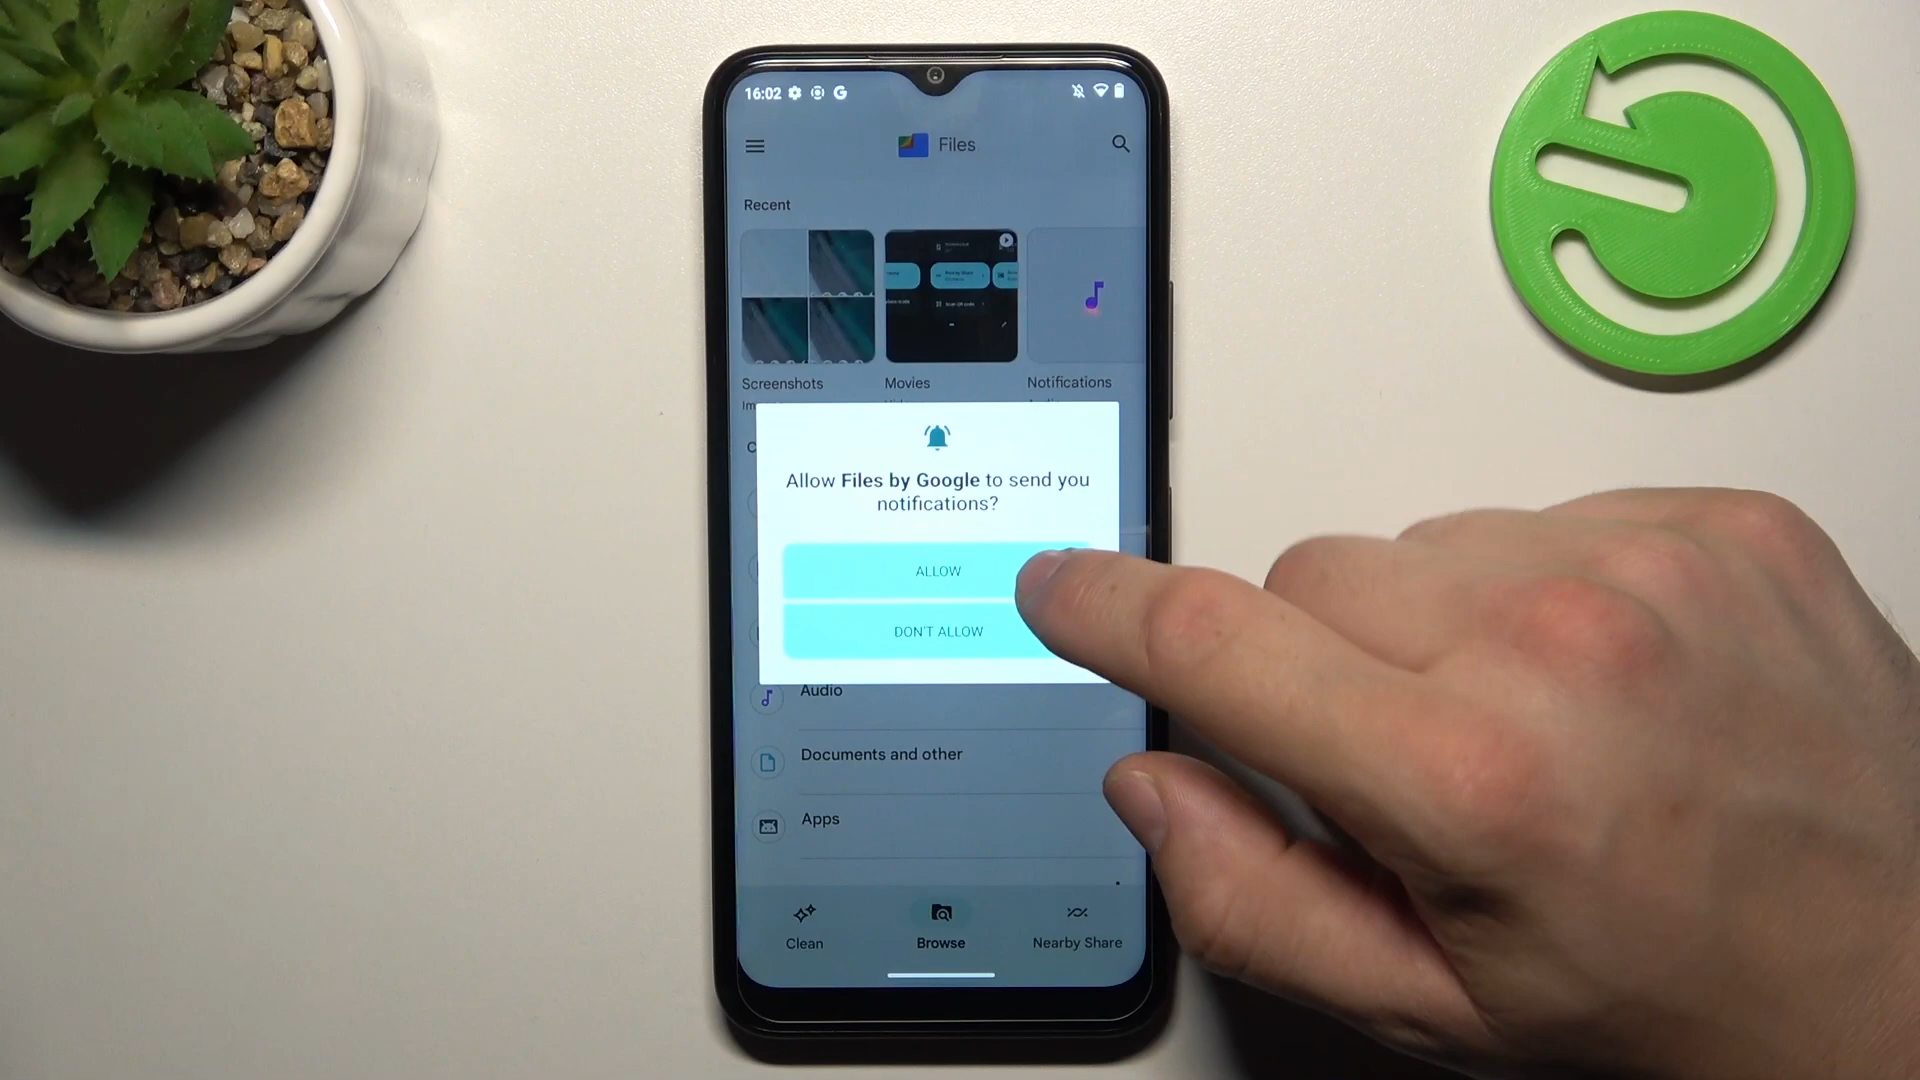 16:02
Files
Recent
Screenshots
Movies
Notifications
Allow Files by Google to send you
notifications?
ALLOW
DON'T ALLOW
Audio
Documents and other
Apps
Clean
Browse
Nearby Share